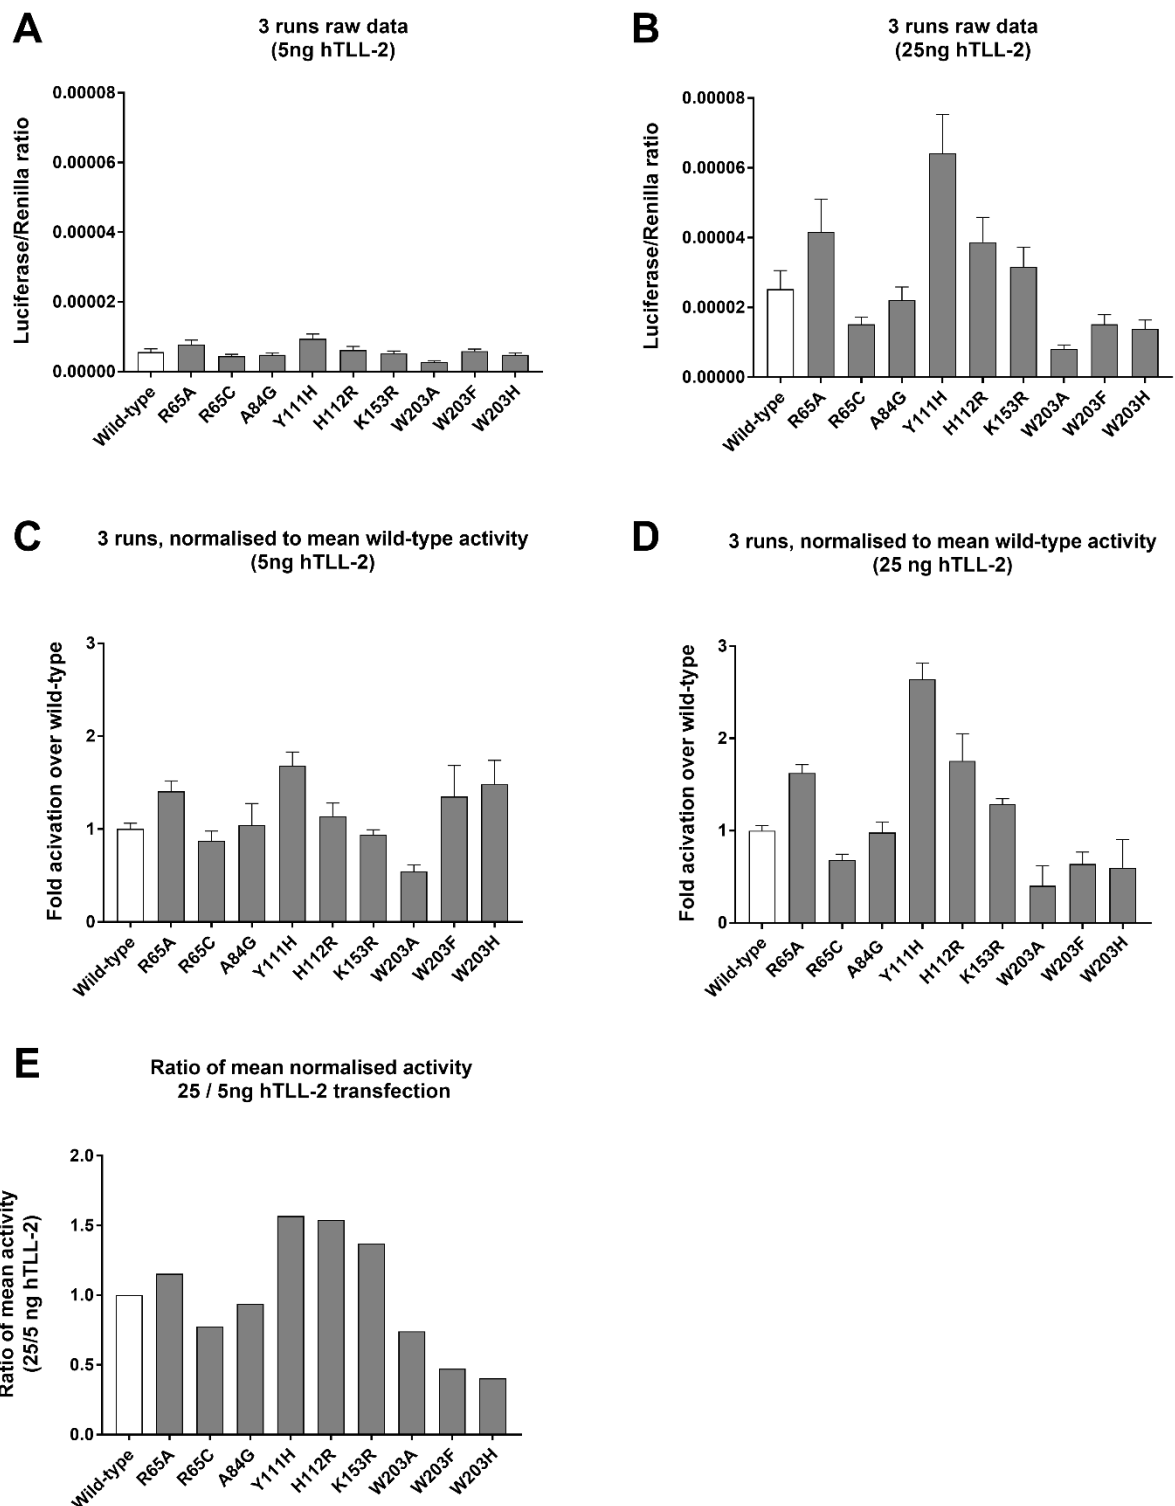 A
3 runs raw data
(5ng hTLL-2)
Luciferase/Renilla ratio
0.00008
0.00006
0.00004
0.00002
0.00000
Wild-type
R65A
R65C
A84G
Y111H
H112R
K153R
W203A
W203F
W203H
B
3 runs raw data
(25ng hTLL-2)
Luciferase/Renilla ratio
0.00008
0.00006
0.00004
0.00002
0.00000
Wild-type
R65A
R65C
A84G
Y111H
H112R
K153R
W203A
W203F
W203H
C
3 runs, normalised to mean wild-type activity
(5ng hTLL-2)
Fold acivation over wild-type
3
2
1
0
Wild-type
R65A
R65C
A84G
Y111H
H112R
K153R
W203A
W203F
W203H
D
3 runs, normalised to mean wild-type activity
(25 ng hTLL-2)
Fold acivation over wild-type
3
2
1
0
Wild-type
R65A
R65C
A84G
Y111H
H112R
K153R
W203A
W203F
W203H
E
Ratio of mean normalised activity
25 / 5ng hTLL-2 transfection
Ratio of mean activity
(25/5 ng hTLL-2)
2.0
1.5
1.0
0.5
0.0
Wild-type
R65A
R65C
A84G
Y111H
H112R
K153R
W203A
W203F
W203H